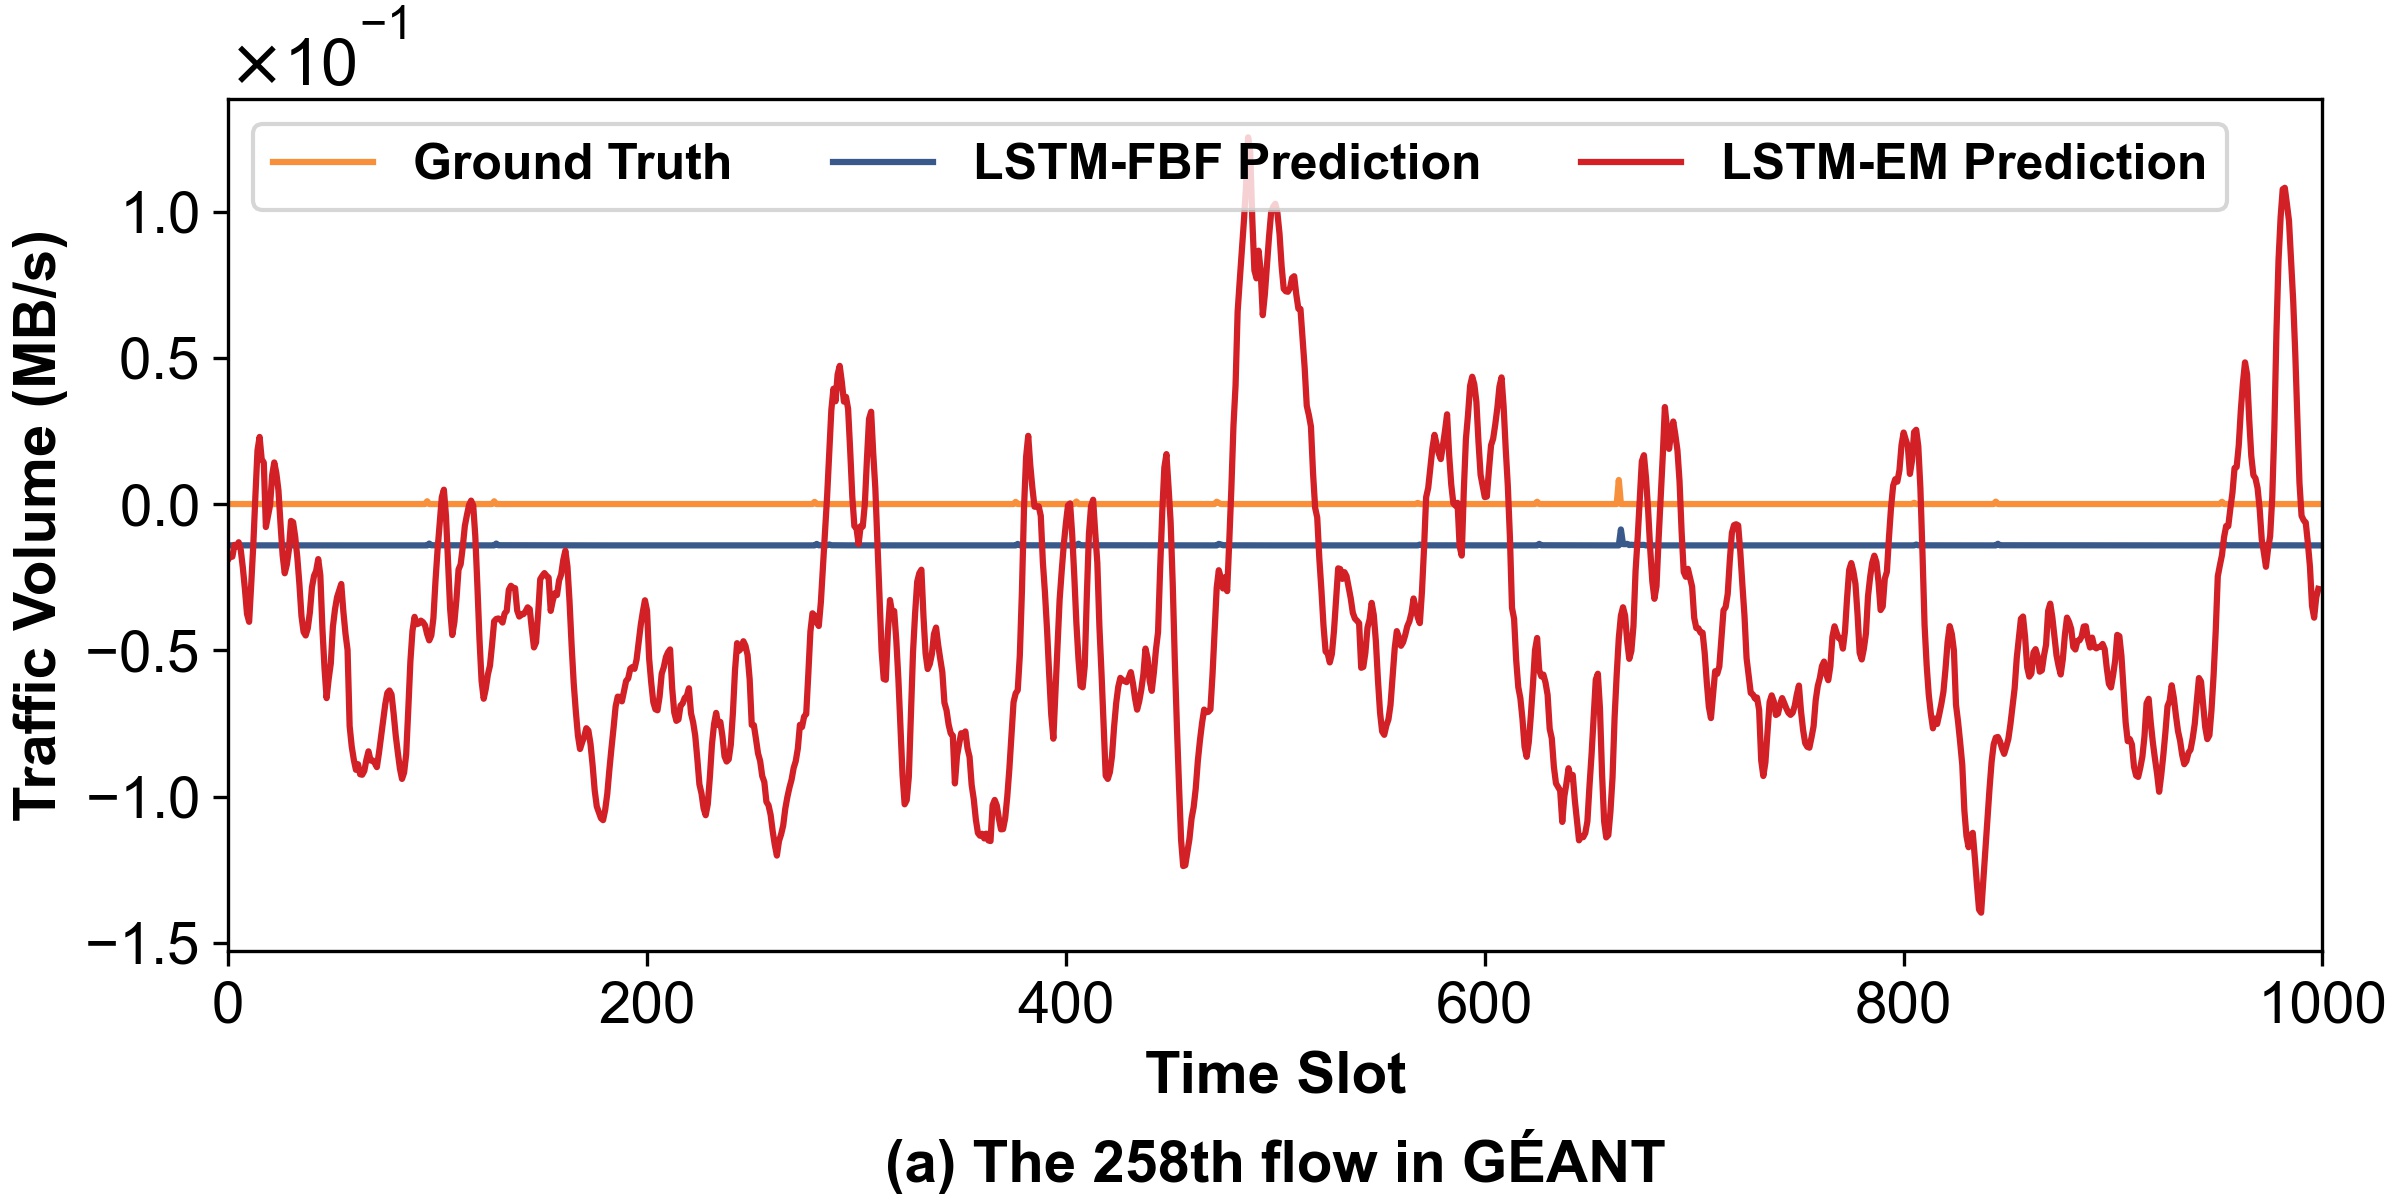 ×10⁻¹
Ground Truth LSTM-FBF Prediction LSTM-EM Prediction
1.0
0.5
0.0
−0.5
−1.0
−1.5
Traffic Volume (MB/s)
0 200 400 600 800 1000
Time Slot
(a) The 258th flow in GÉANT